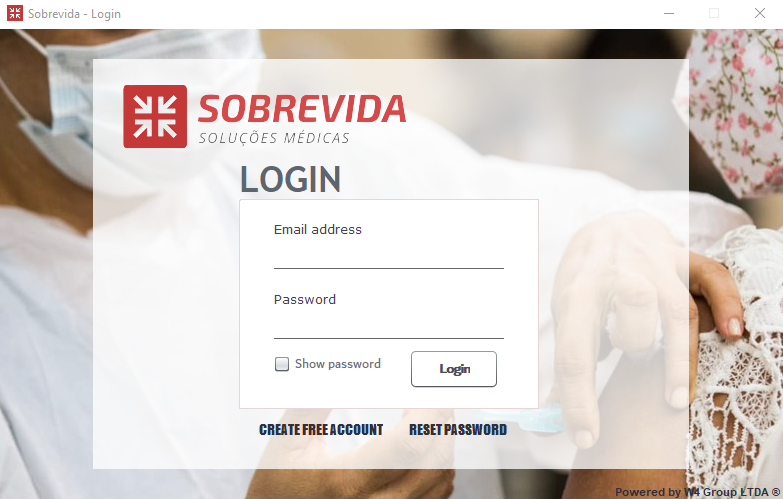 Sobrevida - Login
SOBREVIDA
SOLUÇÕES MÉDICAS
LOGIN
Email address
Password
Show password
Login
CREATE FREE ACCOUNT
RESET PASSWORD
Powered by W4 Group LTDA ®